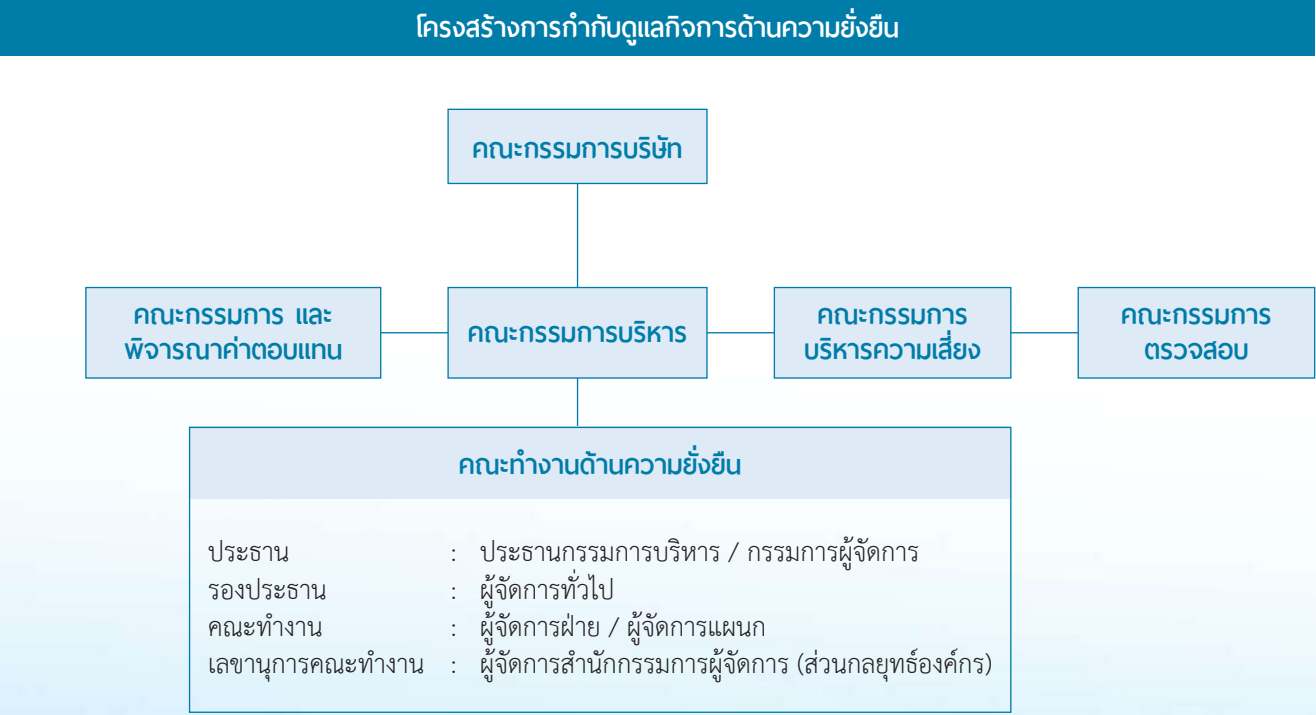 โครงสร้างการกำกับดูแลกิจการด้านความยั่งยืน
คณะกรรมการบริษัท
คณะกรรมการ และ
พิจารณาค่าตอบแทน
คณะกรรมการบริหาร
คณะกรรมการ
บริหารความเสี่ยง
คณะกรรมการ
ตรวจสอบ
คณะทำงานด้านความยั่งยืน
ประธาน : ประธานกรรมการบริหาร / กรรมการผู้จัดการ
รองประธาน : ผู้จัดการทั่วไป
คณะทำงาน : ผู้จัดการฝ่าย / ผู้จัดการแผนก
เลขานุการคณะทำงาน : ผู้จัดการสำนักกรรมการผู้จัดการ (ส่วนกลยุทธ์องค์กร)